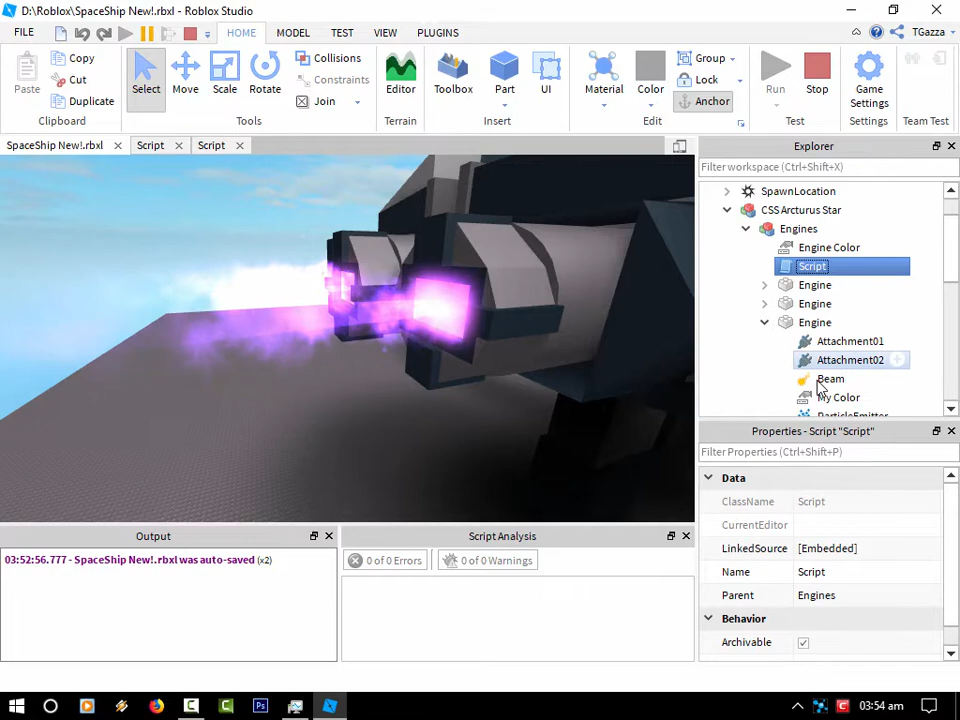 D:\Roblox\SpaceShip New!.rbxl - Roblox Studio
FILE
HOME
MODEL
TEST
VIEW
PLUGINS
TGazza
Paste
Copy
Cut
Duplicate
Clipboard
Select
Move
Scale
Rotate
Collisions
Constraints
Join
Tools
Editor
Terrain
Toolbox
Part
UI
Insert
Material
Color
Group
Lock
Anchor
Edit
Run
Stop
Test
Game
Settings
Settings
Team Test
SpaceShip New!.rbxl
Script
Script
Explorer
Filter workspace (Ctrl+Shift+X)
SpawnLocation
CSS Arcturus Star
Engines
Engine Color
Script
Engine
Engine
Engine
Attachment01
Attachment02
Beam
My Color
ParticleEmitter
Properties - Script "Script"
Filter Properties (Ctrl+Shift+P)
Data
ClassName Script
CurrentEditor
LinkedSource [Embedded]
Name Script
Parent Engines
Behavior
Archivable
Output
03:52:56.777 - SpaceShip New!.rbxl was auto-saved (x2)
Script Analysis
0 of 0 Errors
0 of 0 Warnings
03:54 am